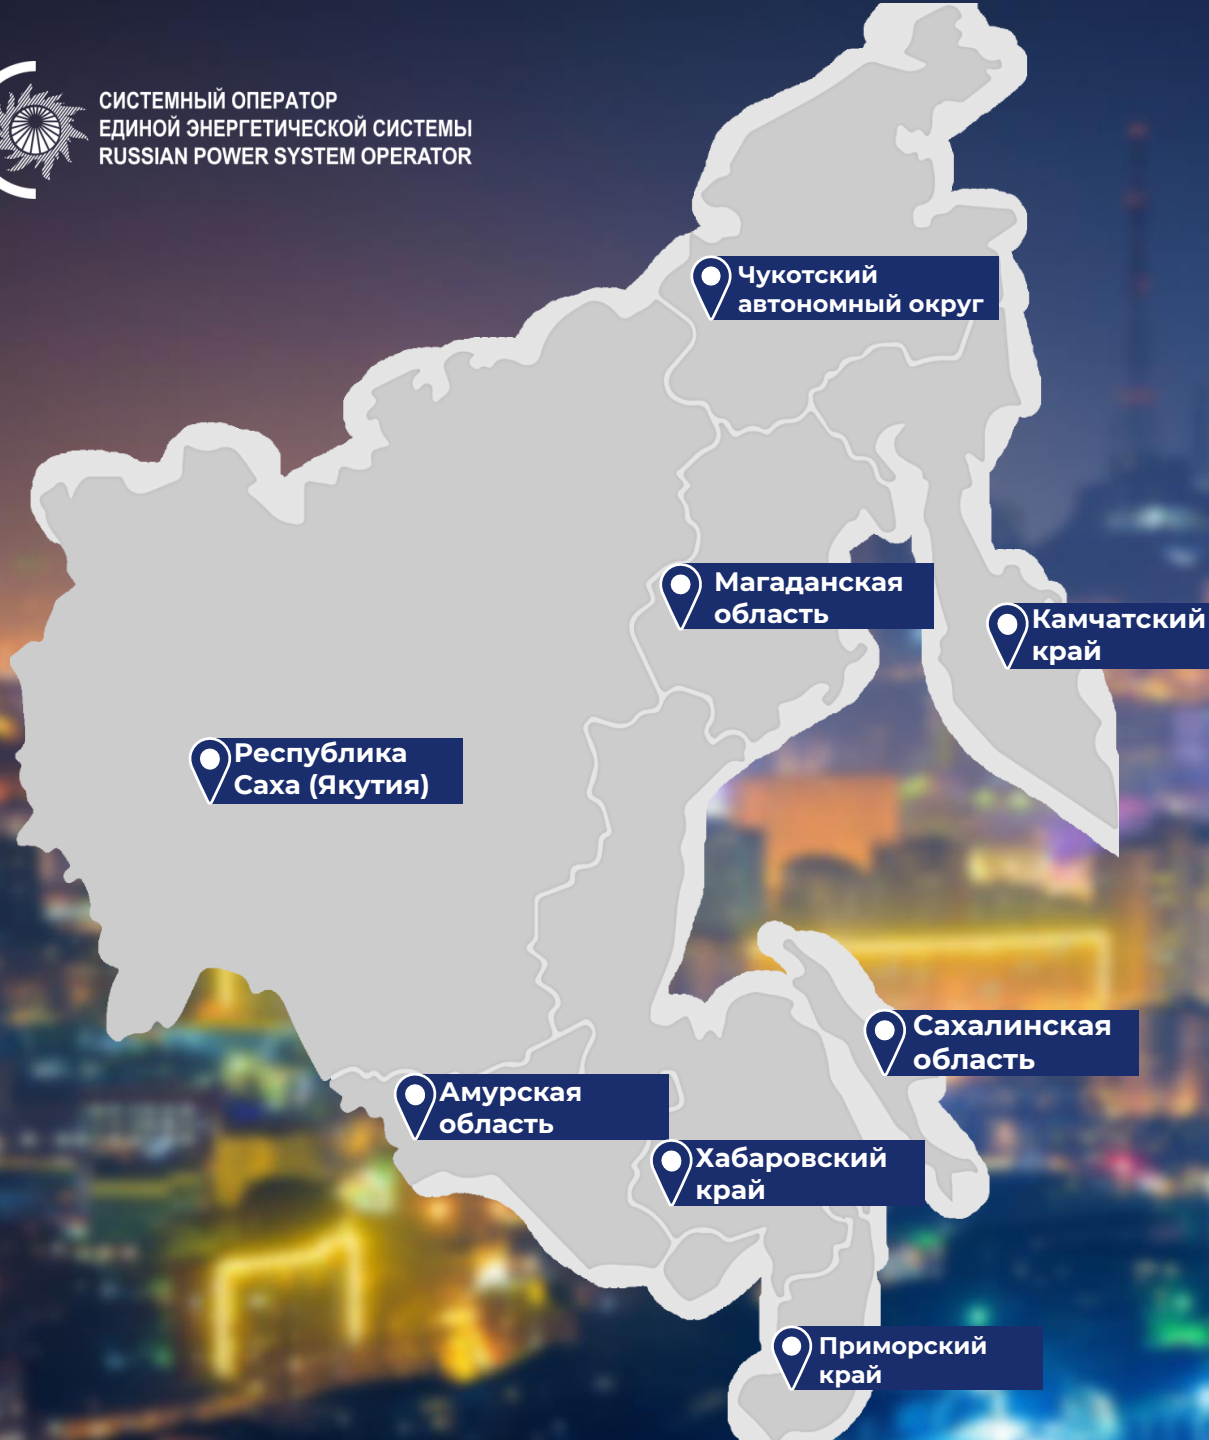 СИСТЕМНЫЙ ОПЕРАТОР
ЕДИНОЙ ЭНЕРГЕТИЧЕСКОЙ СИСТЕМЫ
RUSSIAN POWER SYSTEM OPERATOR
Чукотский
автономный округ
Магаданская
область
Камчатский
край
Республика
Саха (Якутия)
Сахалинская
область
Амурская
область
Хабаровский
край
Приморский
край